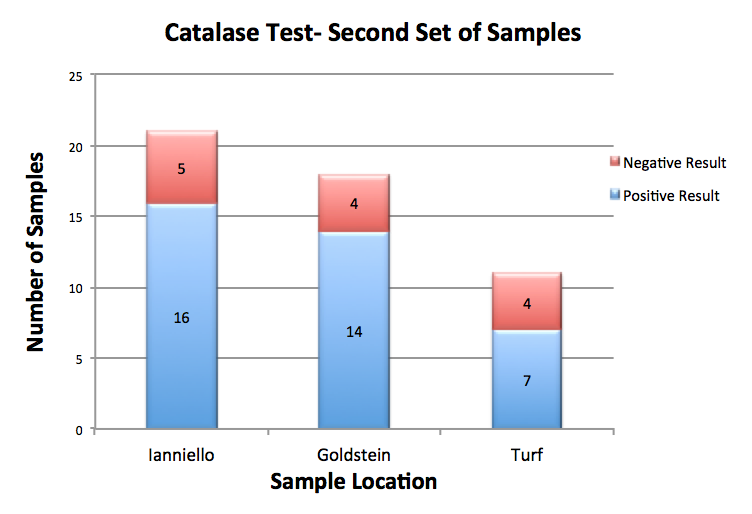 Catalase Test- Second Set of Samples
Number of Samples
25
20
15
10
5
0
5
16
4
14
4
7
Negative Result
Positive Result
Ianniello
Goldstein
Turf
Sample Location